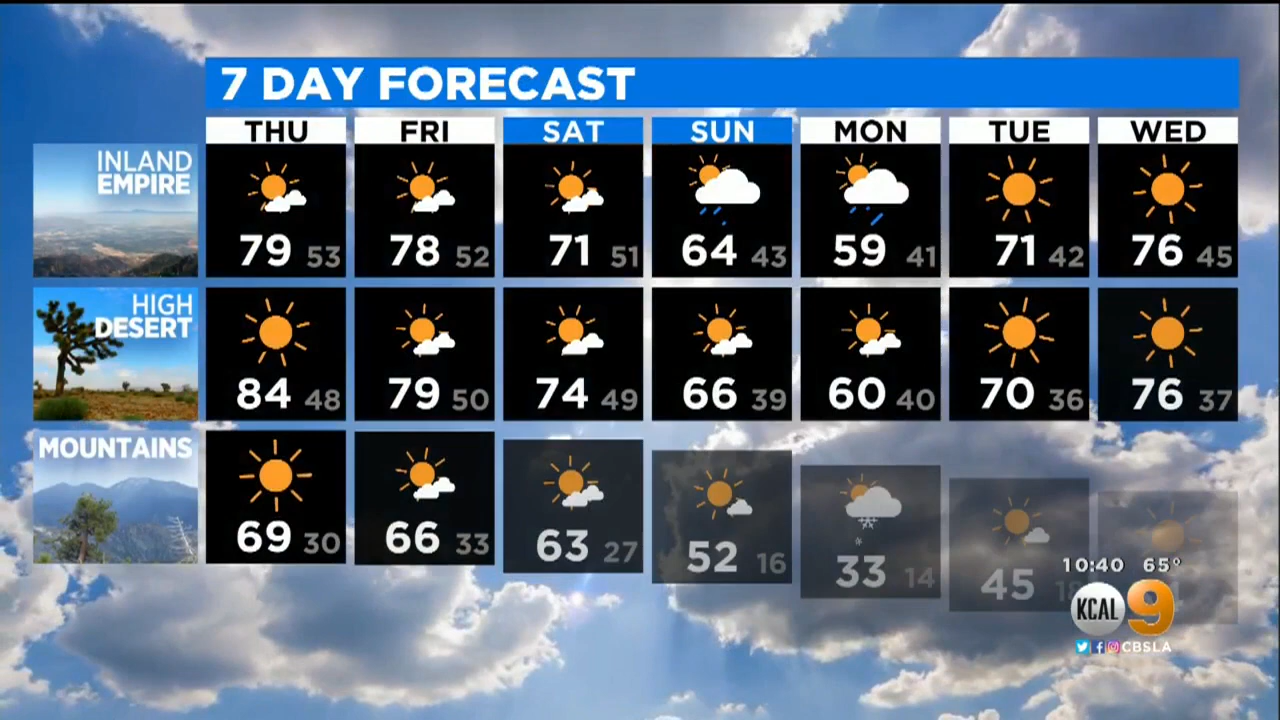 7 DAY FORECAST
THU FRI SAT SUN MON TUE WED
INLAND
EMPIRE
79 53 78 52 71 51 64 43 59 41 71 42 76 45
HIGH
DESERT
84 48 79 50 74 49 66 39 60 40 70 36 76 37
MOUNTAINS
69 30 66 33 63 27 52 16 33 14 45
10:40 65°
KCAL 9
CBSLA